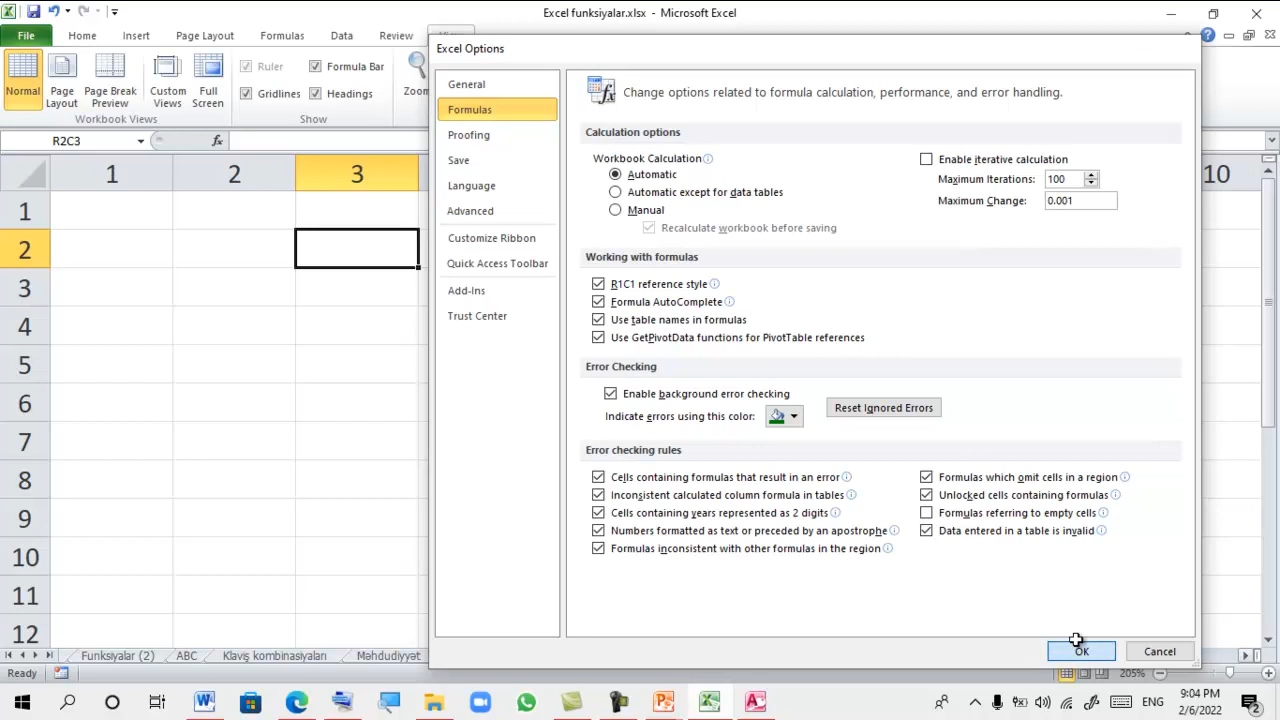 Excel funksiyalar.xlsx - Microsoft Excel
File Home Insert Page Layout Formulas Data Review
Excel Options
Normal
Page Layout
Page Break Preview
Custom Views
Full Screen
Ruler
Formula Bar
Gridlines
Headings
Zoom
Workbook Views
Show
R2C3
fx
1 2 3 10
1
2
3
4
5
6
7
8
9
10
11
12
General
Formulas
Proofing
Save
Language
Advanced
Customize Ribbon
Quick Access Toolbar
Add-Ins
Trust Center
Change options related to formula calculation, performance, and error handling.
Calculation options
Workbook Calculation
Automatic
Automatic except for data tables
Manual
Recalculate workbook before saving
Enable iterative calculation
Maximum Iterations: 100
Maximum Change: 0.001
Working with formulas
R1C1 reference style
Formula AutoComplete
Use table names in formulas
Use GetPivotData functions for PivotTable references
Error Checking
Enable background error checking
Indicate errors using this color:
Reset Ignored Errors
Error checking rules
Cells containing formulas that result in an error
Inconsistent calculated column formula in tables
Cells containing years represented as 2 digits
Numbers formatted as text or preceded by an apostrophe
Formulas inconsistent with other formulas in the region
Formulas which omit cells in a region
Unlocked cells containing formulas
Formulas referring to empty cells
Data entered in a table is invalid
OK Cancel
Funksiyalar (2) ABC Klaviş kombinasiyaları Məhdudiyyət
Ready
205%
ENG
9:04 PM
2/6/2022
2